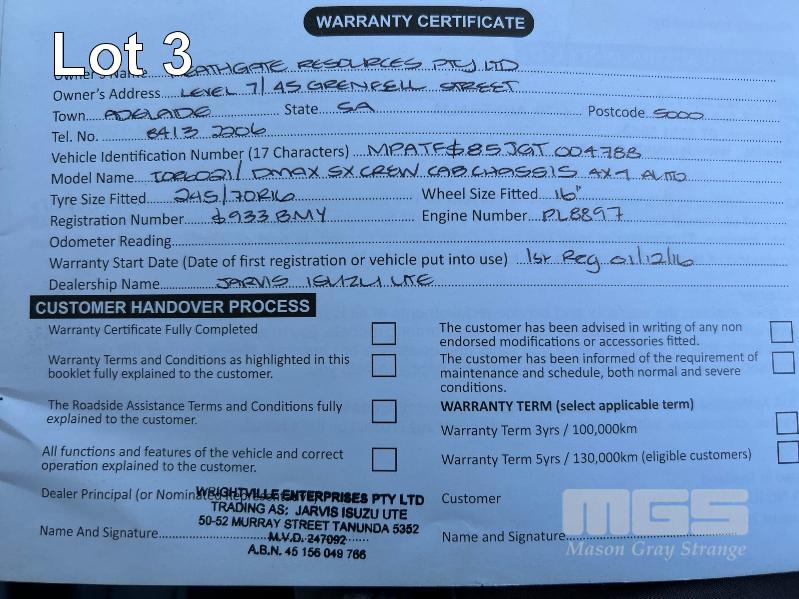 WARRANTY CERTIFICATE
Lot 3
Owner's Name EATHGATE RESOURCES PTY LTD
Owner's Address LEVEL 7/45 GRENFELL STREET
Town ADELAIDE State SA Postcode 5000
Tel. No. 8413 2206
Vehicle Identification Number (17 Characters) MPATFS85JGT 004788
Model Name DMAX SX CREW CAB CHASSIS 4X4 AUTO
Tyre Size Fitted 245/70R16 Wheel Size Fitted 16"
Registration Number S933 BMY Engine Number PL8897
Odometer Reading
Warranty Start Date (Date of first registration or vehicle put into use) 1st Reg 01/12/16
Dealership Name JARVIS ISUZU UTE
CUSTOMER HANDOVER PROCESS
Warranty Certificate Fully Completed
Warranty Terms and Conditions as highlighted in this
booklet fully explained to the customer.
The Roadside Assistance Terms and Conditions fully
explained to the customer.
All functions and features of the vehicle and correct
operation explained to the customer.
The customer has been advised in writing of any non
endorsed modifications or accessories fitted.
The customer has been informed of the requirement of
maintenance and schedule, both normal and severe
conditions.
WARRANTY TERM (select applicable term)
Warranty Term 3yrs / 100,000km
Warranty Term 5yrs / 130,000km (eligible customers)
Dealer Principal (or Nominated Representative)
WRIGHTVILLE ENTERPRISES PTY LTD
TRADING AS: JARVIS ISUZU UTE
50-52 MURRAY STREET TANUNDA 5352
M.V.D. 247092
A.B.N. 45 156 049 766
Name And Signature
Customer
Name and Signature
MGS
Mason Gray Strange